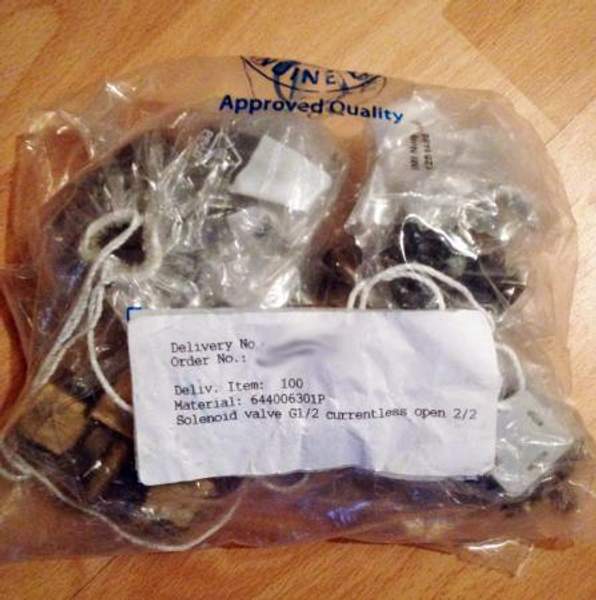 INE
Approved Quality
Delivery No
Order No.:
Deliv. Item: 100
Material: 644006301P
Solenoid valve G1/2 currentless open 2/2